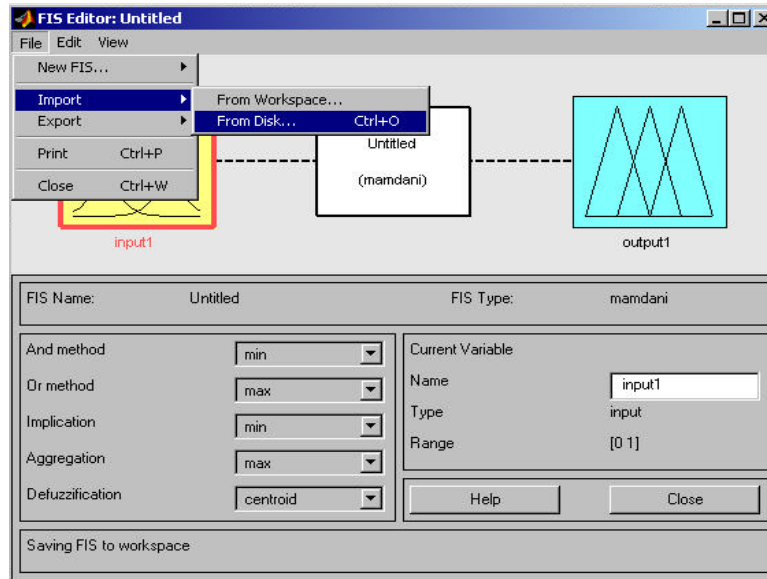 FIS Editor: Untitled
File Edit View
New FIS...
Import
Export
Print Ctrl+P
Close Ctrl+W
From Workspace...
From Disk... Ctrl+O
Untitled
(mamdani)
input1
output1
FIS Name: Untitled FIS Type: mamdani
And method min
Or method max
Implication min
Aggregation max
Defuzzification centroid
Current Variable
Name input1
Type input
Range [0 1]
Help Close
Saving FIS to workspace